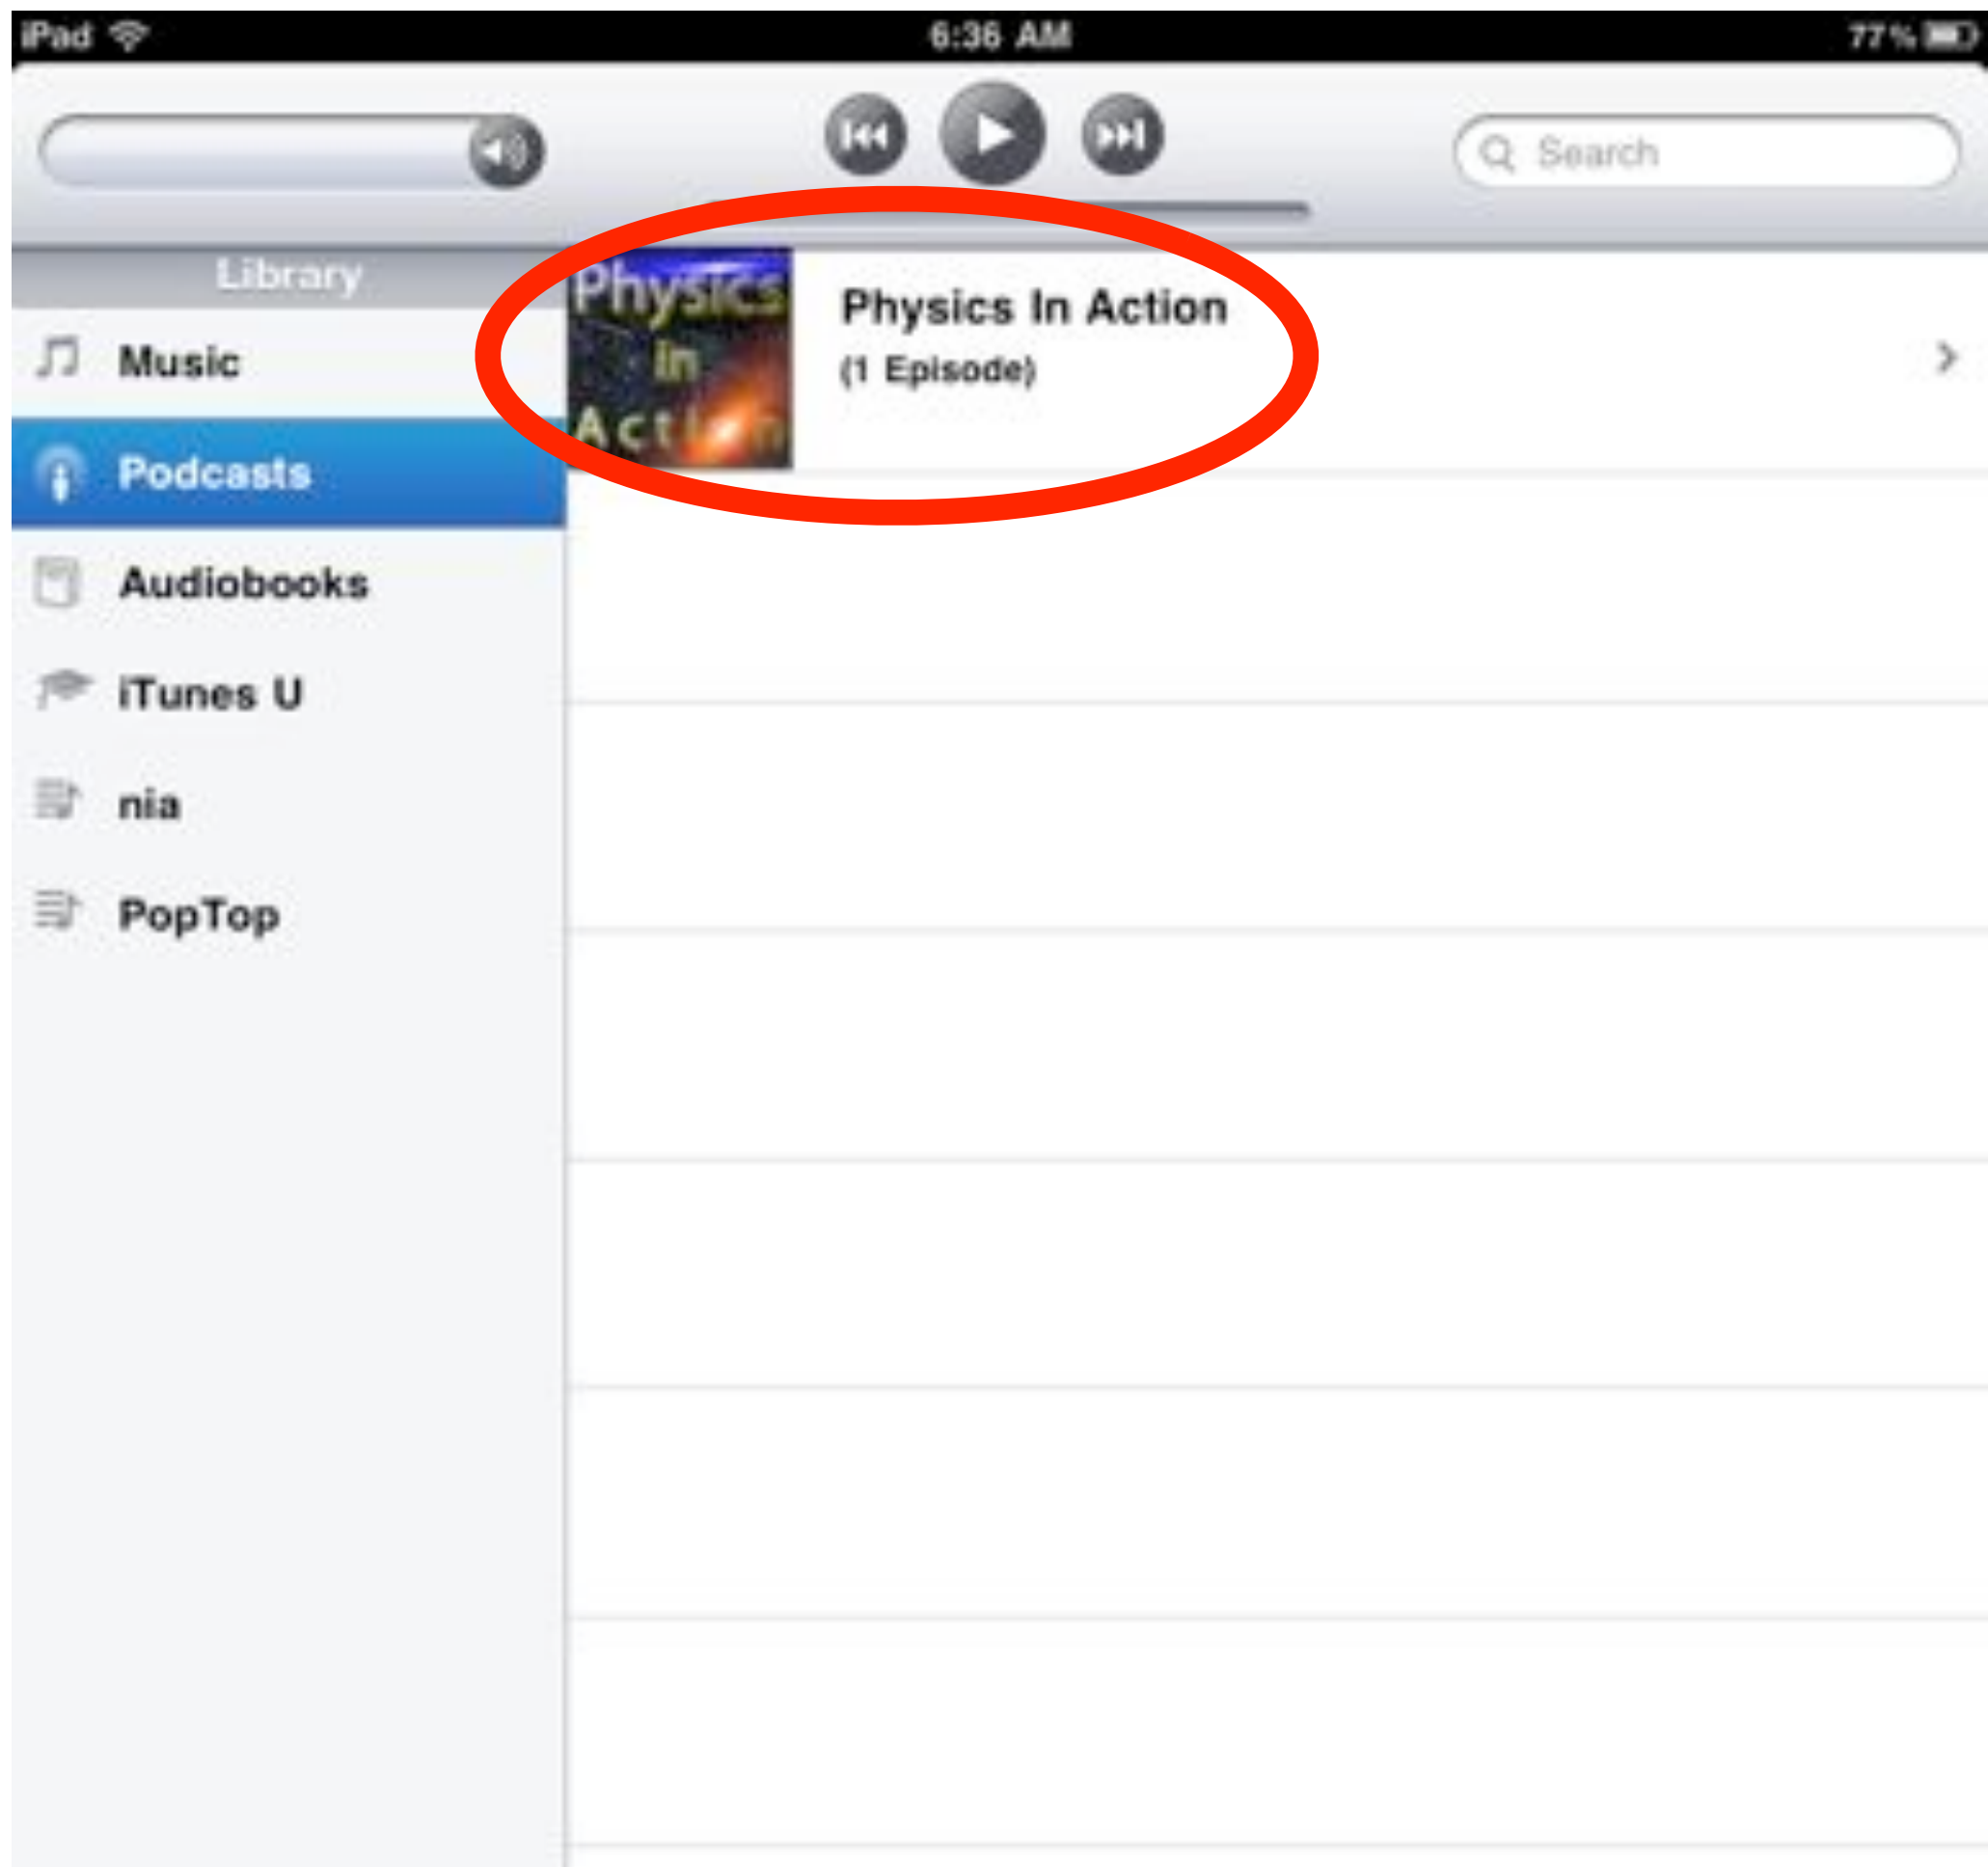 iPad 6:36 AM 77%
Search
Library
Music
Podcasts
Audiobooks
iTunes U
nia
PopTop
Physics
in
Action
Physics In Action
(1 Episode)